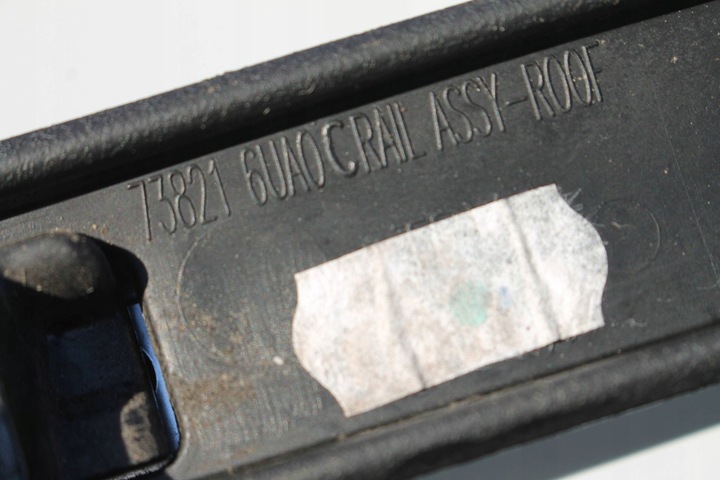 73821 6UA0C RAIL ASSY-ROOF